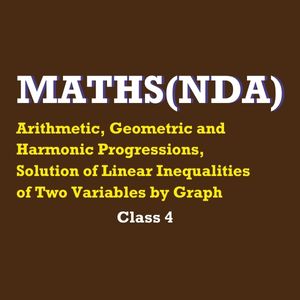 MATHS(NDA)
Arithmetic, Geometric and
Harmonic Progressions,
Solution of Linear Inequalities
of Two Variables by Graph
Class 4